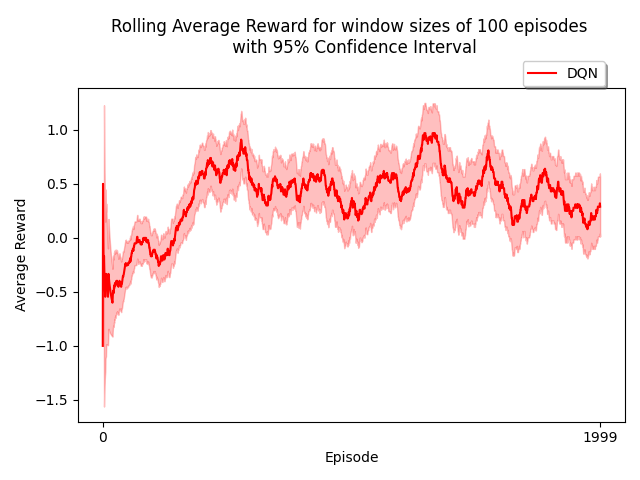 Rolling Average Reward for window sizes of 100 episodes
with 95% Confidence Interval
DQN
1.0
0.5
0.0
−0.5
−1.0
−1.5
Average Reward
0
1999
Episode